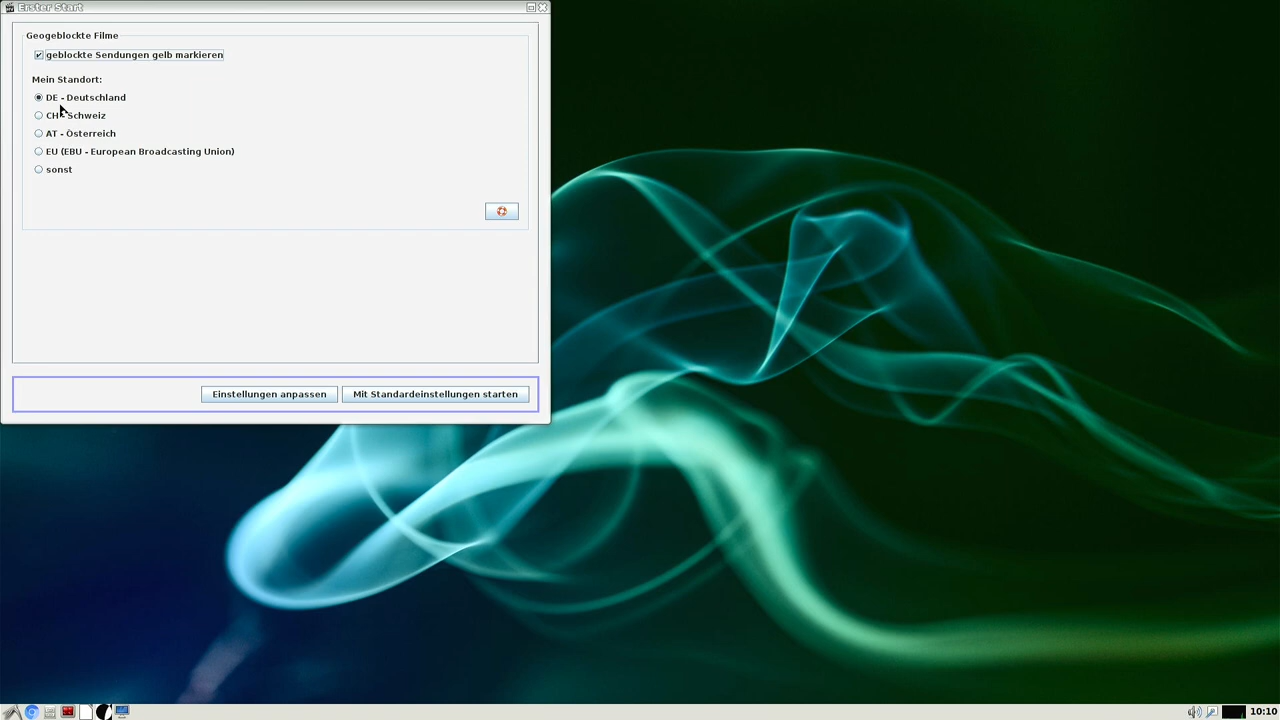 Erster Start
Geogeblockte Filme
geblockte Sendungen gelb markieren
Mein Standort:
DE - Deutschland
CH - Schweiz
AT - Österreich
EU (EBU - European Broadcasting Union)
sonst
Einstellungen anpassen
Mit Standardeinstellungen starten
10:10